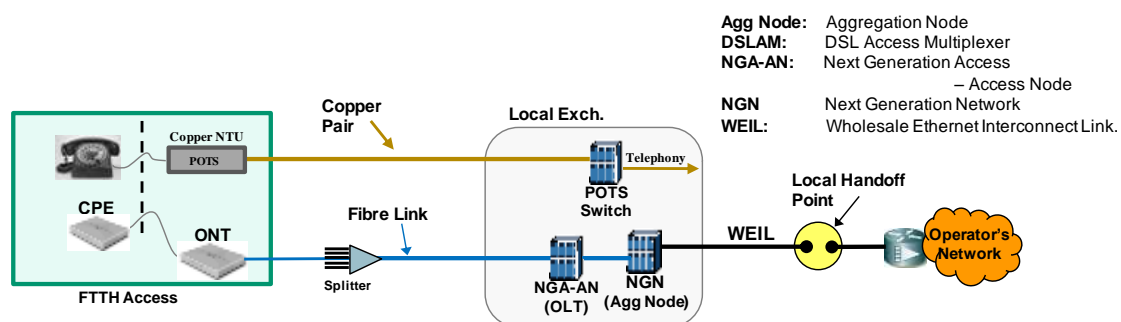 Agg Node: Aggregation Node
DSLAM: DSL Access Multiplexer
NGA-AN: Next Generation Access
– Access Node
NGN Next Generation Network
WEIL: Wholesale Ethernet Interconnect Link.
Copper
Pair
Local Exch.
Copper NTU
POTS
Telephony
POTS
Switch
Local Handoff
Point
CPE
ONT
Fibre Link
WEIL
Operator's
Network
Splitter
NGA-AN
(OLT)
NGN
(Agg Node)
FTTH Access